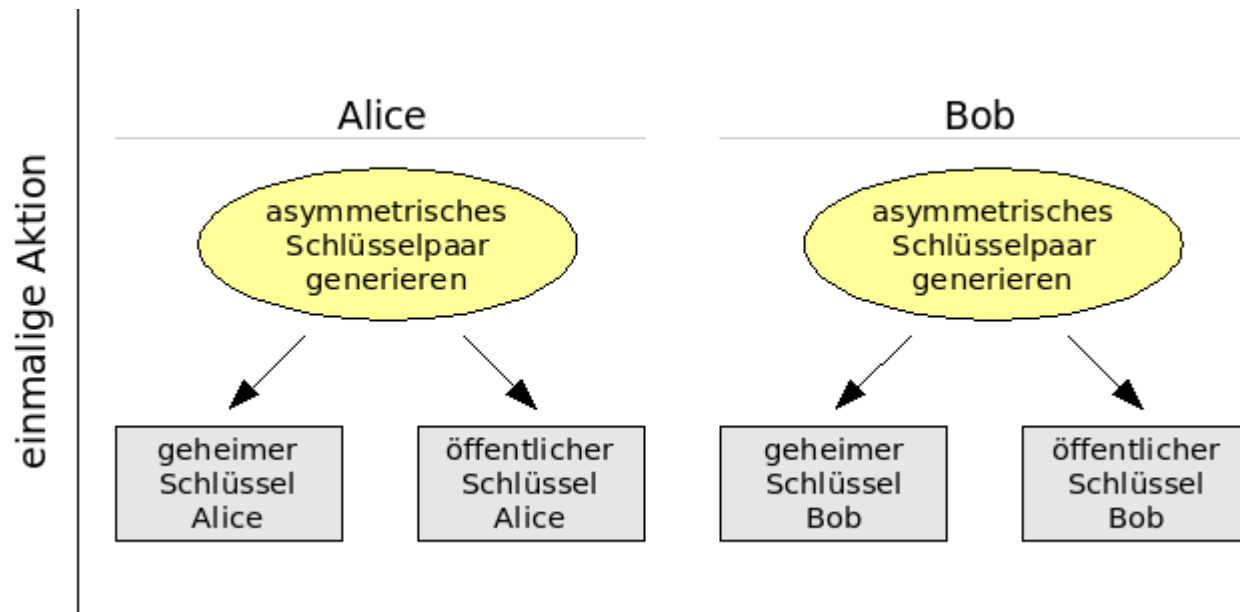 einmalige Aktion
Alice
asymmetrisches
Schlüsselpaar
generieren
geheimer
Schlüssel
Alice
öffentlicher
Schlüssel
Alice
Bob
asymmetrisches
Schlüsselpaar
generieren
geheimer
Schlüssel
Bob
öffentlicher
Schlüssel
Bob